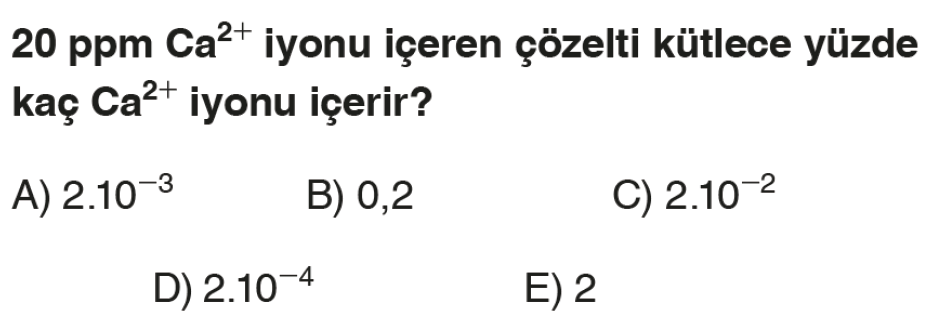 20 ppm Ca²⁺ iyonu içeren çözelti kütlece yüzde
kaç Ca²⁺ iyonu içerir?
A) 2.10⁻³ B) 0,2 C) 2.10⁻²
D) 2.10⁻⁴ E) 2